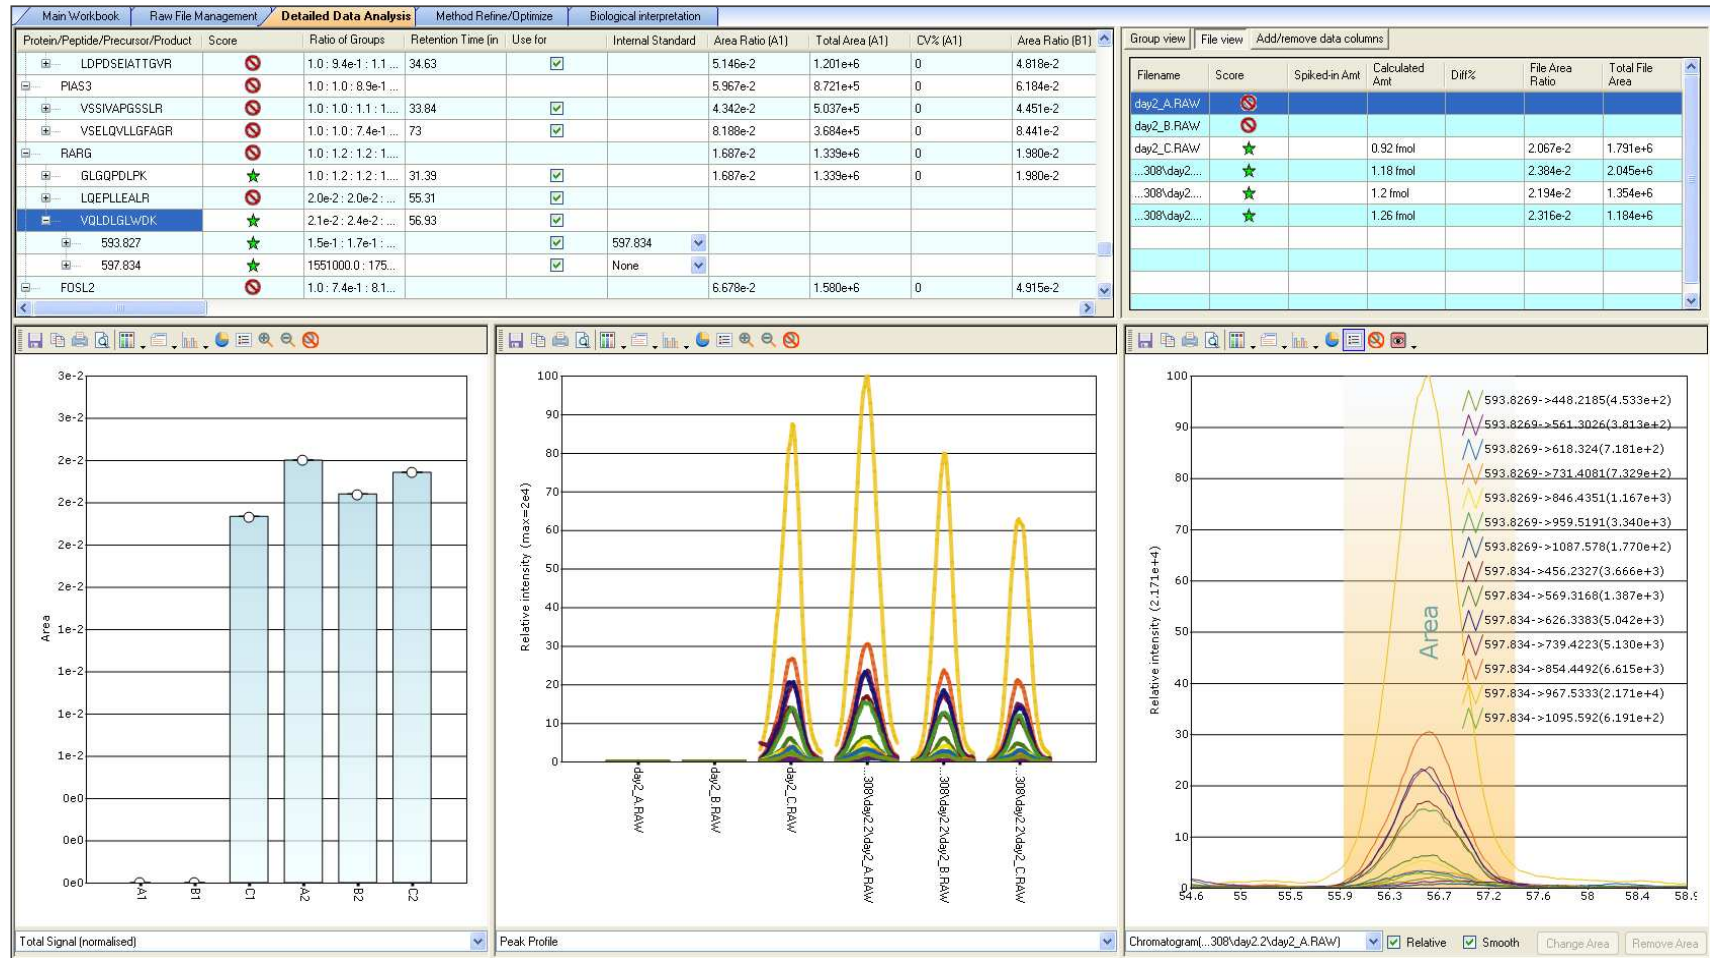 Main Workbook Raw File Management Detailed Data Analysis Method Refine/Optimize Biological interpretation
Protein/Peptide/Precursor/Product Score Ratio of Groups Retention Time (in Use for Internal Standard Area Ratio (A1) Total Area (A1) CV% (A1) Area Ratio (B1)
LDPDSEIATTGVR 1.0 : 9.4e-1 : 1.1 ... 34.63 5.146e-2 1.201e+6 0 4.818e-2
PIAS3 1.0 : 1.0 : 8.9e-1 ... 5.967e-2 8.721e+5 0 6.184e-2
VSSIVAPGSSLR 1.0 : 1.0 : 1.1 : 1.... 33.84 4.342e-2 5.037e+5 0 4.451e-2
VSELQVLLGFAGR 1.0 : 1.0 : 7.4e-1 ... 73 8.188e-2 3.684e+5 0 8.441e-2
RARG 1.0 : 1.2 : 1.2 : 1.... 1.687e-2 1.339e+6 0 1.980e-2
GLGQPDLPK 1.0 : 1.2 : 1.2 : 1.... 31.39 1.687e-2 1.339e+6 0 1.980e-2
LQEPLLEALR 2.0e-2 : 2.0e-2 : ... 55.31
VQLDLGLWDK 2.1e-2 : 2.4e-2 : ... 56.93
593.827 1.5e-1 : 1.7e-1 : ... 597.834
597.834 1551000.0 : 175... None
FOSL2 1.0 : 7.4e-1 : 8.1... 6.678e-2 1.580e+6 0 4.915e-2
Group view File view Add/remove data columns
Filename Score Spiked-in Amt Calculated Amt Diff% File Area Ratio Total File Area
day2_A.RAW
day2_B.RAW
day2_C.RAW 0.92 fmol 2.067e-2 1.791e+6
...308\day2.... 1.18 fmol 2.384e-2 2.045e+6
...308\day2.... 1.2 fmol 2.194e-2 1.354e+6
...308\day2.... 1.26 fmol 2.316e-2 1.184e+6
3e-2
3e-2
2e-2
2e-2
2e-2
2e-2
1e-2
1e-2
1e-2
1e-2
0e0
0e0
0e0
Area
A1 B1 C1 A2 B2 C2
Total Signal (normalised)
100
90
80
70
60
50
40
30
20
10
0
Relative intensity (max=2e4)
day2_A.RAW
day2_B.RAW
day2_C.RAW
...308\day2.2\day2_A.RAW
...308\day2.2\day2_B.RAW
...308\day2.2\day2_C.RAW
Peak Profile
100
90
80
70
60
50
40
30
20
10
0
Relative intensity (2.171e+4)
Area
593.8269->448.2185(4.533e+2)
593.8269->561.3026(3.813e+2)
593.8269->618.324(7.181e+2)
593.8269->731.4081(7.329e+2)
593.8269->846.4351(1.167e+3)
593.8269->959.5191(3.340e+3)
593.8269->1087.578(1.770e+2)
597.834->456.2327(3.666e+3)
597.834->569.3168(1.387e+3)
597.834->626.3383(5.042e+3)
597.834->739.4223(5.130e+3)
597.834->854.4492(6.615e+3)
597.834->967.5333(2.171e+4)
597.834->1095.592(6.191e+2)
54.6 55 55.5 55.9 56.3 56.7 57.2 57.6 58 58.4 58.9
Chromatogram(...308\day2.2\day2_A.RAW) Relative Smooth Change Area Remove Area